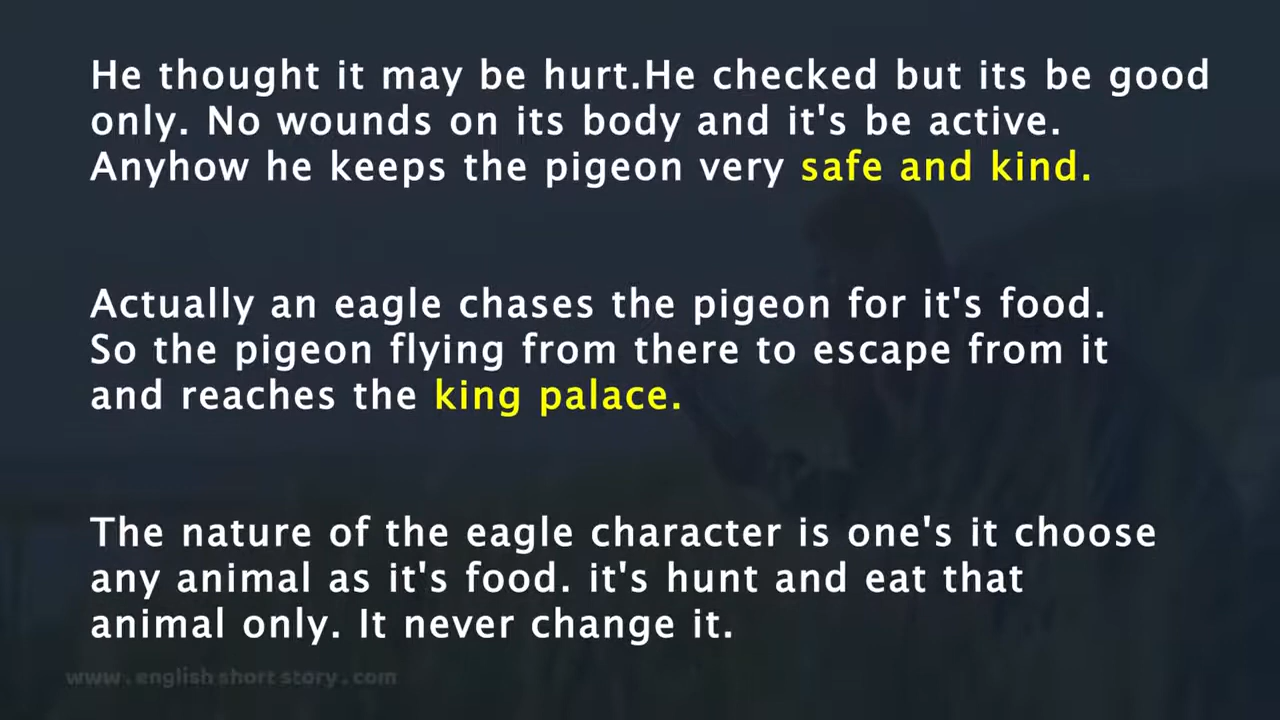 He thought it may be hurt.He checked but its be good
only. No wounds on its body and it's be active.
Anyhow he keeps the pigeon very safe and kind.
Actually an eagle chases the pigeon for it's food.
So the pigeon flying from there to escape from it
and reaches the king palace.
The nature of the eagle character is one's it choose
any animal as it's food. it's hunt and eat that
animal only. It never change it.
www.english short story.com